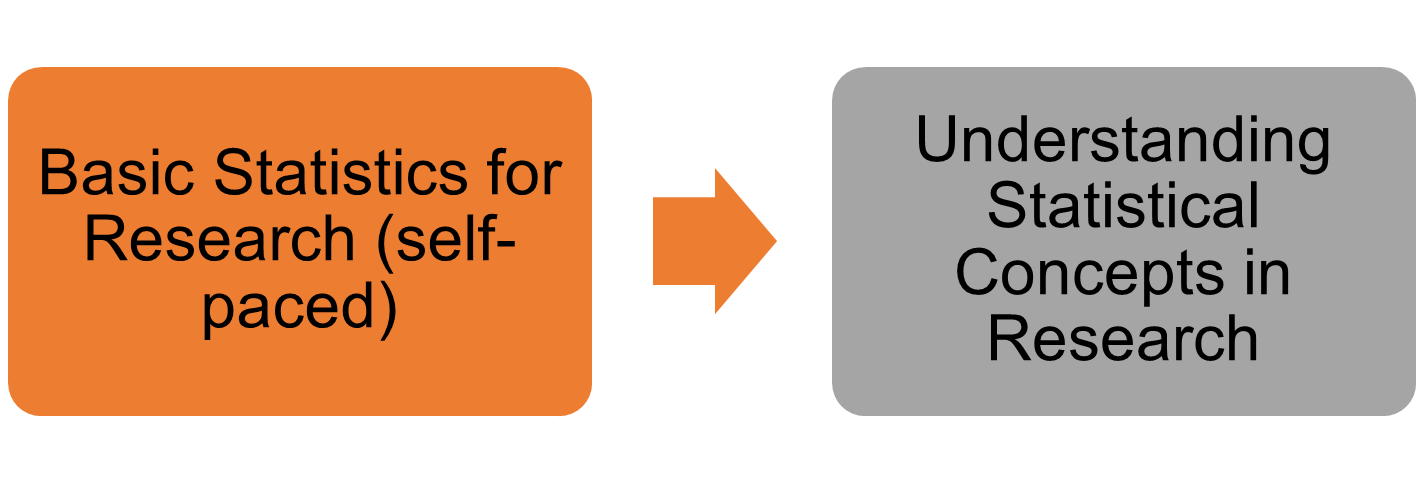 Basic Statistics for
Research (self-
paced)
Understanding
Statistical
Concepts in
Research